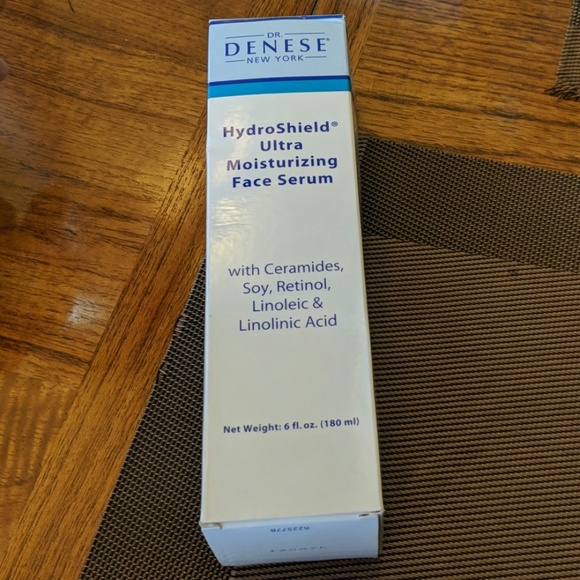 DR.
DENESE®
NEW YORK
HydroShield®
Ultra
Moisturizing
Face Serum
with Ceramides,
Soy, Retinol,
Linoleic &
Linolinic Acid
Net Weight: 6 fl. oz. (180 ml)